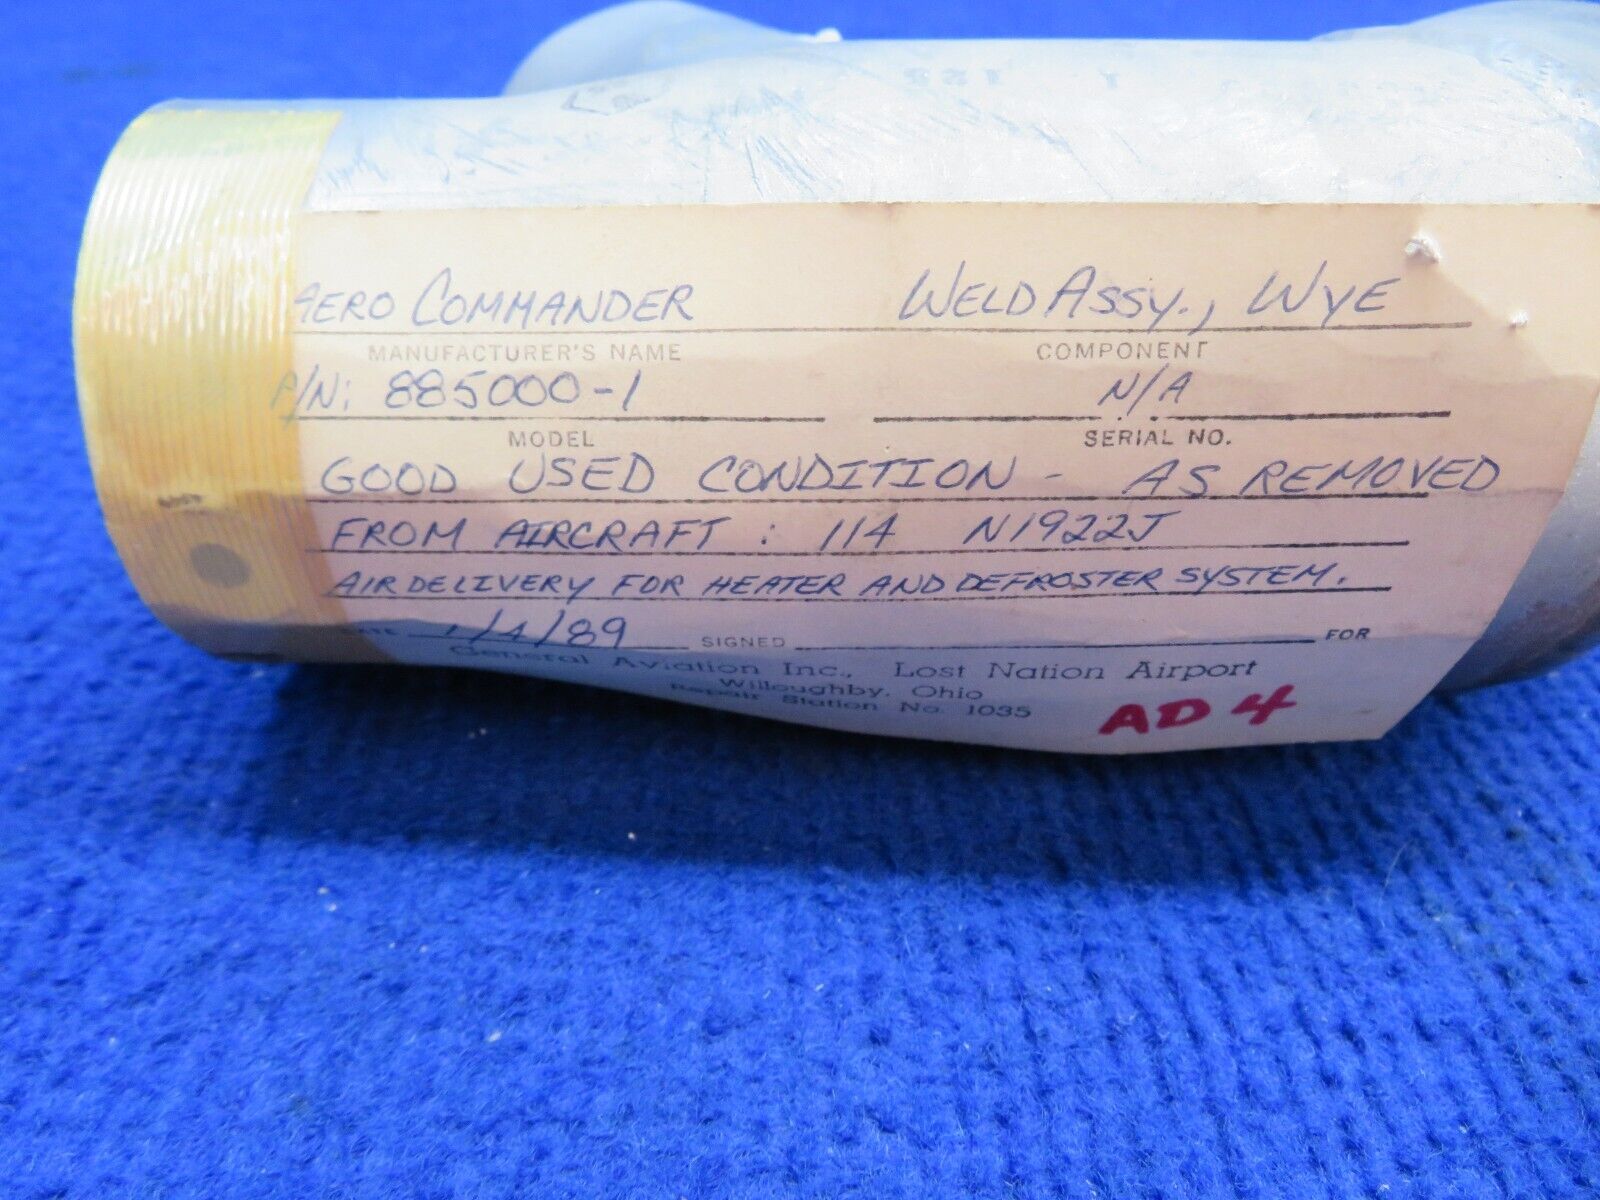 AERO COMMANDER WELD ASSY., WYE
MANUFACTURER'S NAME COMPONENT
P/N: 885000-1 N/A
MODEL SERIAL NO.
GOOD USED CONDITION - AS REMOVED
FROM AIRCRAFT : 114 N1922J
AIR DELIVERY FOR HEATER AND DEFROSTER SYSTEM.
DATE 1/4/89 SIGNED FOR
General Aviation Inc., Lost Nation Airport
Willoughby, Ohio
Repair Station No. 1035
AD 4